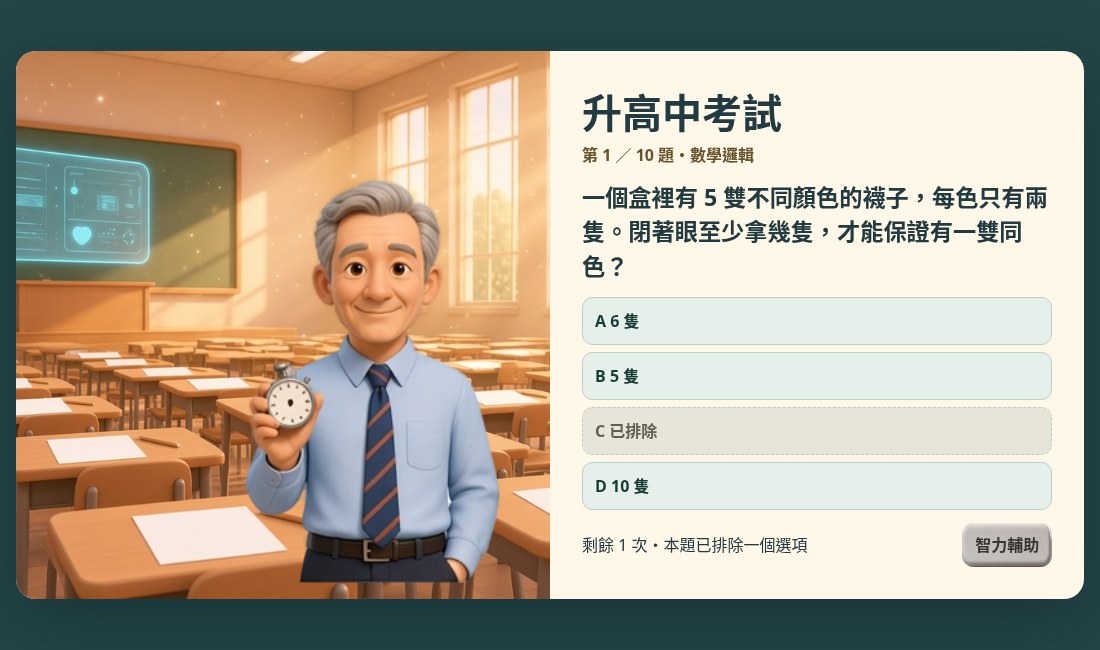 升高中考試
第 1 ／ 10 題・數學邏輯
一個盒裡有 5 雙不同顏色的襪子，每色只有兩
隻。閉著眼至少拿幾隻，才能保證有一雙同
色？
A 6 隻
B 5 隻
C 已排除
D 10 隻
剩餘 1 次・本題已排除一個選項
智力輔助